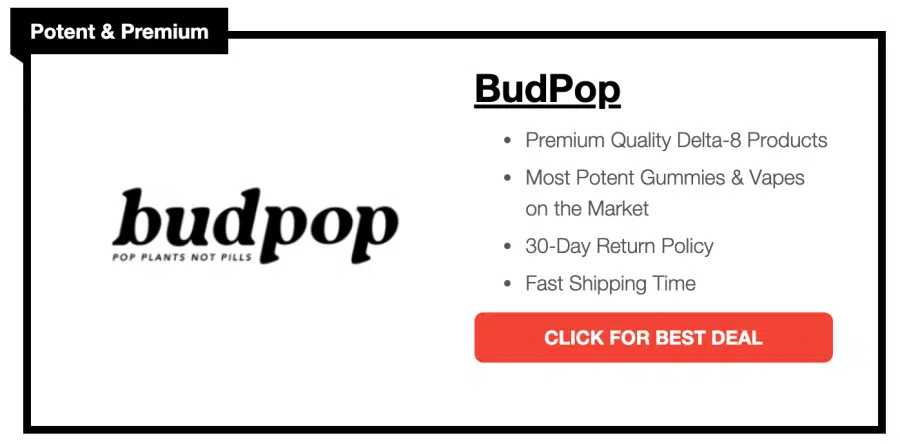 Potent & Premium
BudPop
• Premium Quality Delta-8 Products
• Most Potent Gummies & Vapes
on the Market
• 30-Day Return Policy
• Fast Shipping Time
budpop
POP PLANTS NOT PILLS
CLICK FOR BEST DEAL